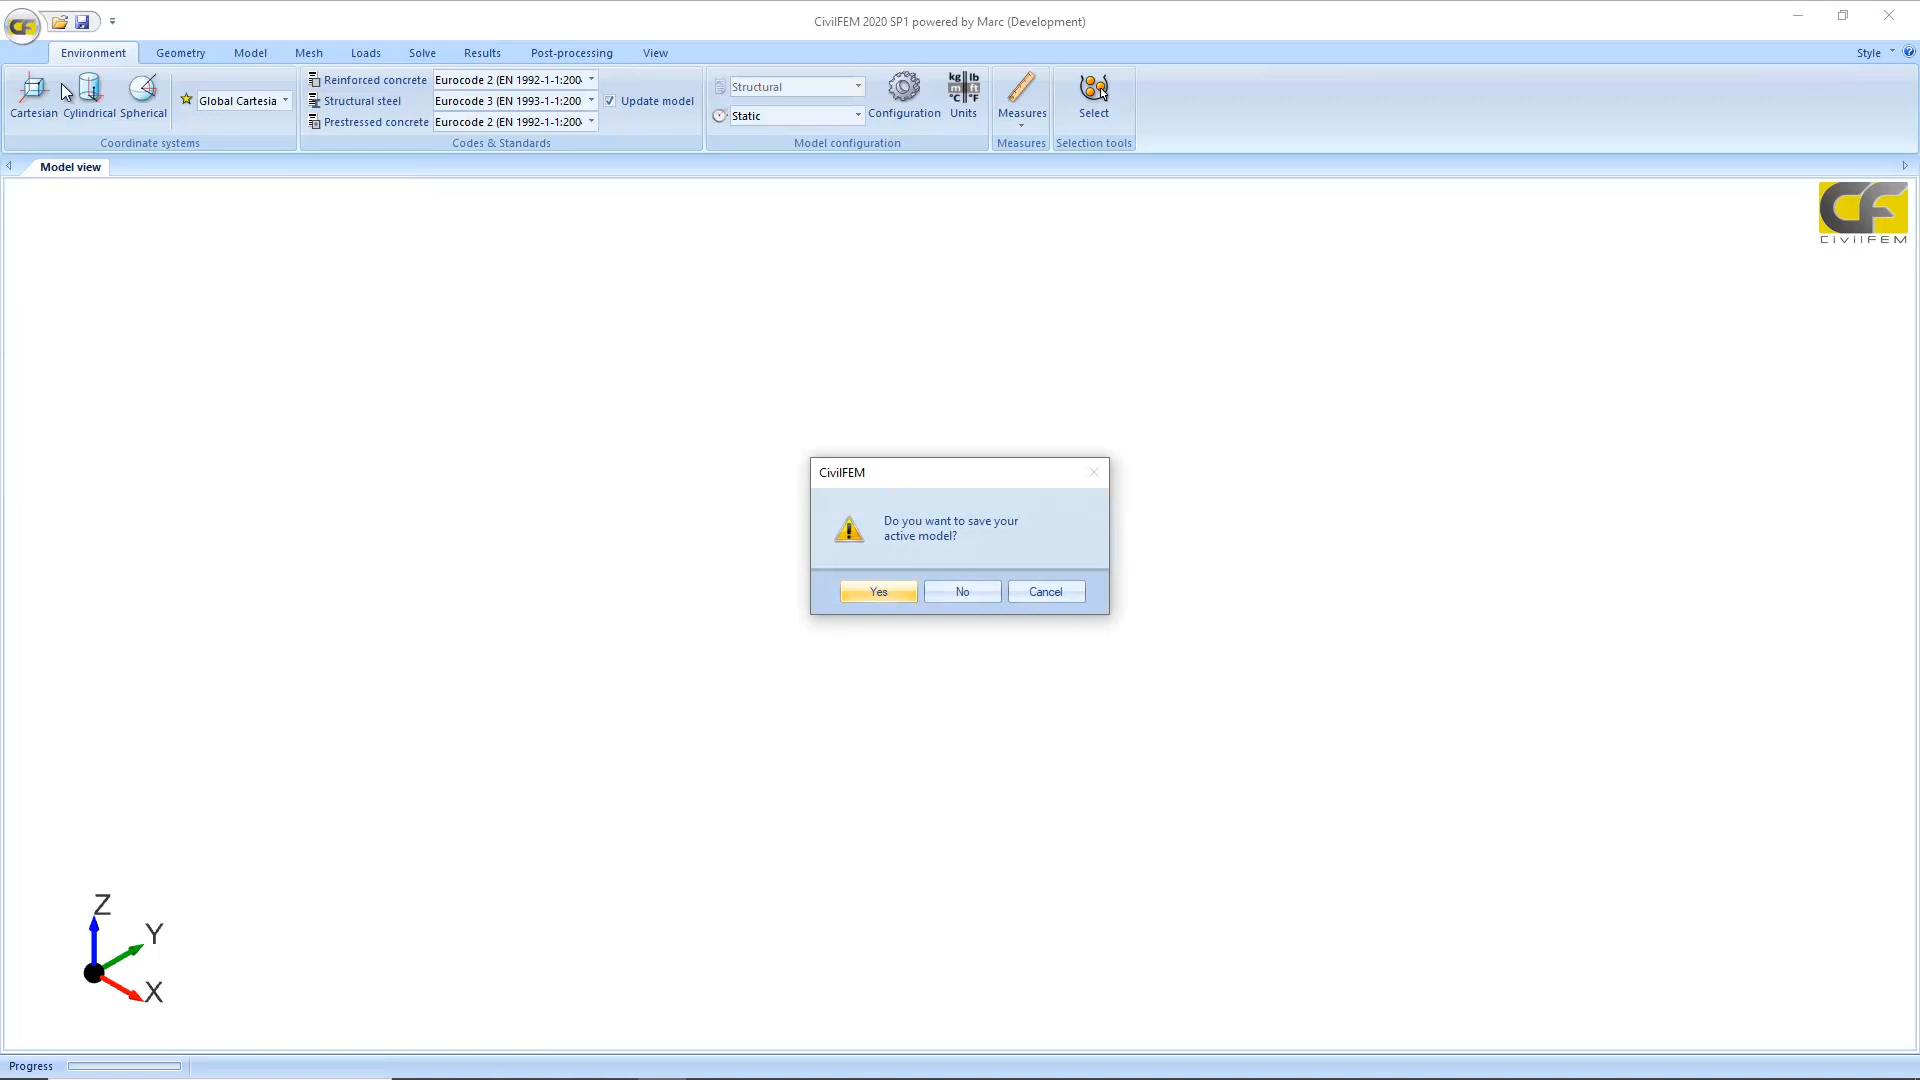 CivilFEM 2020 SP1 powered by Marc (Development)
Environment Geometry Model Mesh Loads Solve Results Post-processing View Style
Cartesian Cylindrical Spherical
Global Cartesia
Coordinate systems
Reinforced concrete Eurocode 2 (EN 1992-1-1:200
Structural steel Eurocode 3 (EN 1993-1-1:200
Prestressed concrete Eurocode 2 (EN 1992-1-1:200
Update model
Codes & Standards
Structural
Static
Configuration
kg lb
m ft
°C °F
Units
Model configuration
Measures
Measures
Select
Selection tools
Model view
CF
CIVILFEM
CivilFEM
Do you want to save your
active model?
Yes No Cancel
Z
Y
X
Progress